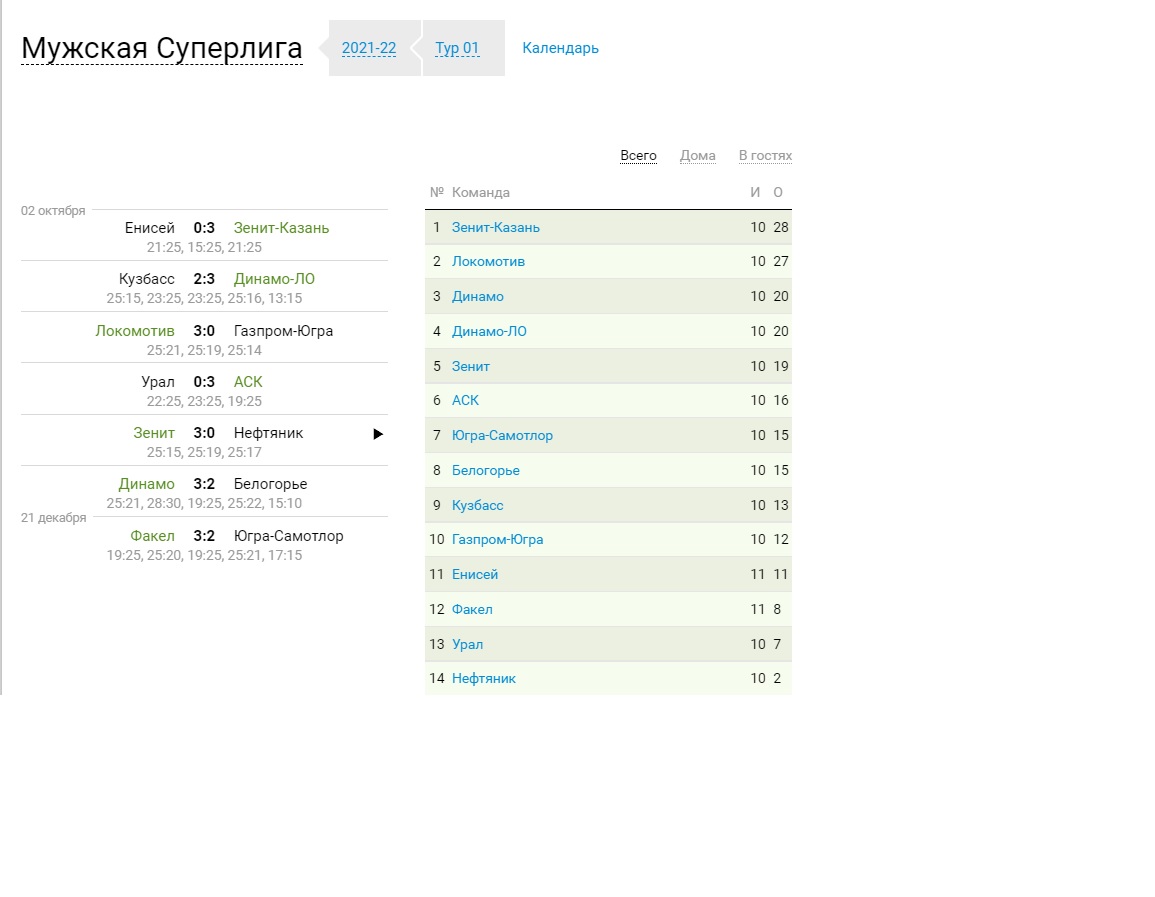 Мужская Суперлига 2021-22 Тур 01 Календарь
02 октября
Енисей 0:3 Зенит-Казань
21:25, 15:25, 21:25
Кузбасс 2:3 Динамо-ЛО
25:15, 23:25, 23:25, 25:16, 13:15
Локомотив 3:0 Газпром-Югра
25:21, 25:19, 25:14
Урал 0:3 АСК
22:25, 23:25, 19:25
Зенит 3:0 Нефтяник
25:15, 25:19, 25:17
Динамо 3:2 Белогорье
25:21, 28:30, 19:25, 25:22, 15:10
21 декабря
Факел 3:2 Югра-Самотлор
19:25, 25:20, 19:25, 25:21, 17:15
Всего Дома В гостях
№ Команда И О
1 Зенит-Казань 10 28
2 Локомотив 10 27
3 Динамо 10 20
4 Динамо-ЛО 10 20
5 Зенит 10 19
6 АСК 10 16
7 Югра-Самотлор 10 15
8 Белогорье 10 15
9 Кузбасс 10 13
10 Газпром-Югра 10 12
11 Енисей 11 11
12 Факел 11 8
13 Урал 10 7
14 Нефтяник 10 2